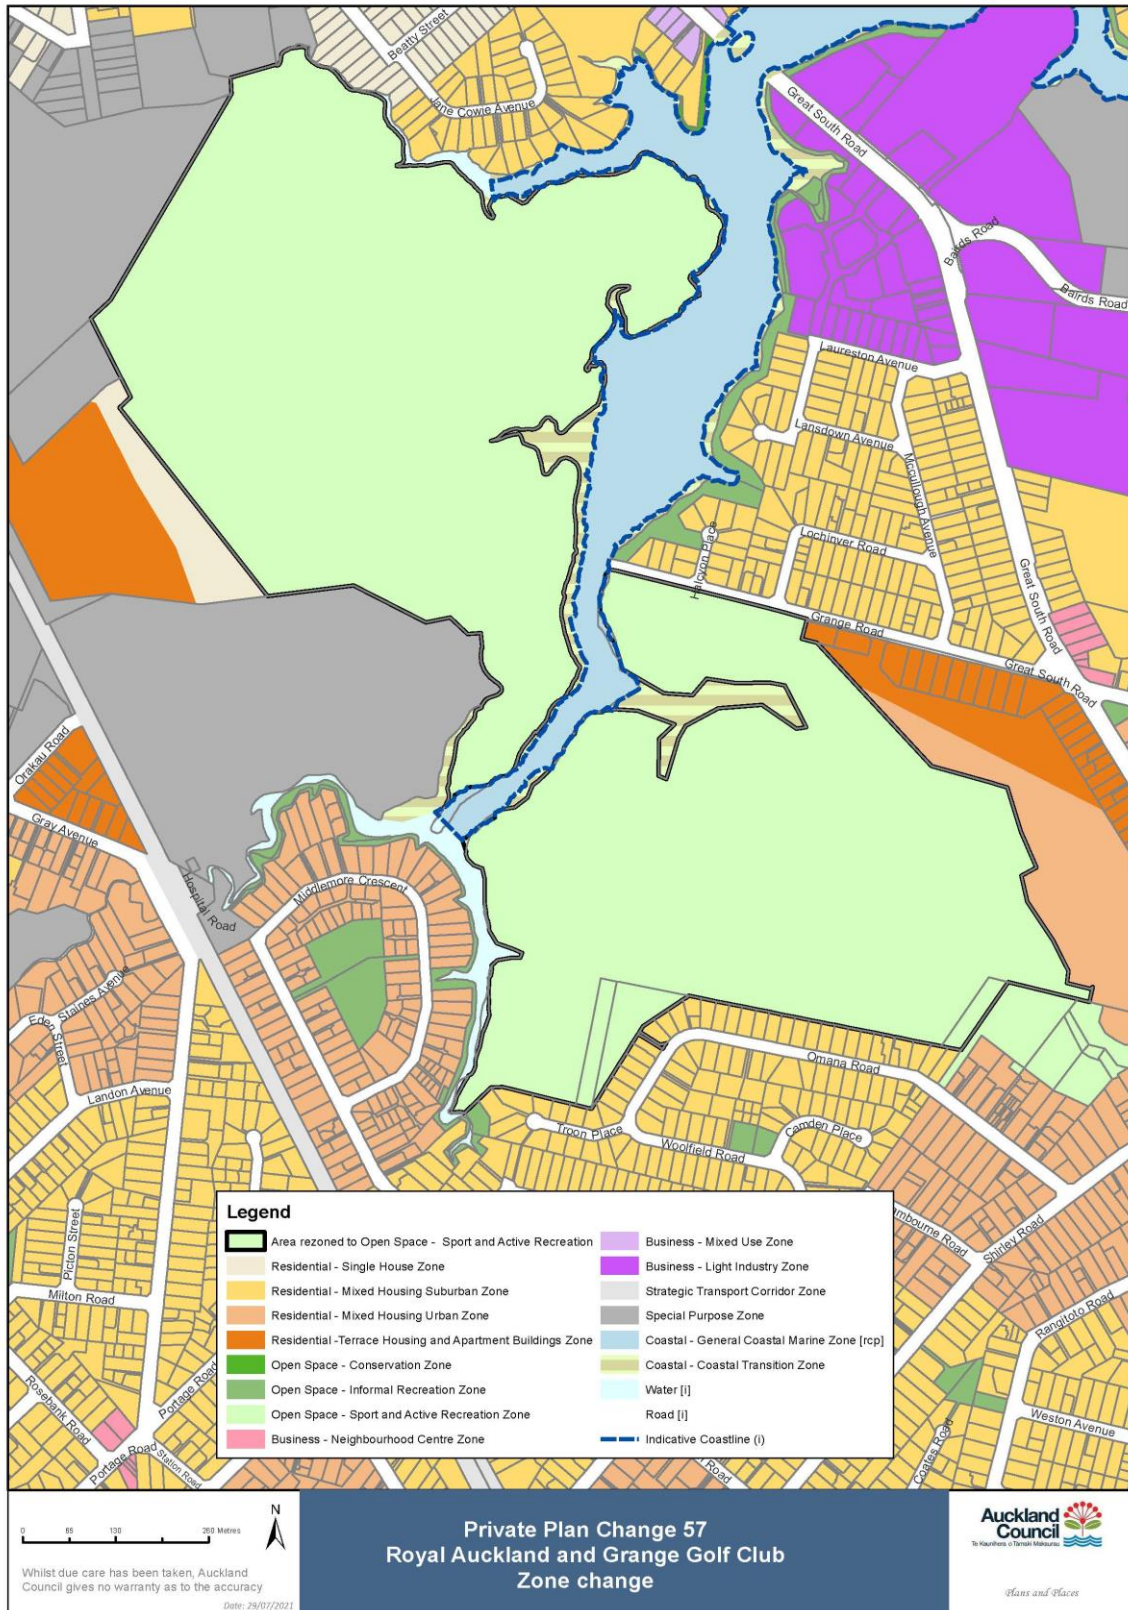 Beatty Street
Jane Cowie Avenue
Great South Road
Bairds Road
Bairds Road
Laureston Avenue
Lansdown Avenue
Mccullough Avenue
Lochinver Road
Halcyon Place
Great South Road
Grange Road
Great South Road
Orakau Road
Gray Avenue
Hospital Road
Middlemore Crescent
Staines Avenue
Eden Street
Landon Avenue
Omana Road
Troon Place
Camden Place
Woolfield Road
Shirley Road
Picton Street
Milton Road
Rangitoto Road
Portage Road
Rosebank Road
Portage Road
Station Road
Road
Coates Road
Weston Avenue
Legend
Area rezoned to Open Space - Sport and Active Recreation
Residential - Single House Zone
Residential - Mixed Housing Suburban Zone
Residential - Mixed Housing Urban Zone
Residential -Terrace Housing and Apartment Buildings Zone
Open Space - Conservation Zone
Open Space - Informal Recreation Zone
Open Space - Sport and Active Recreation Zone
Business - Neighbourhood Centre Zone
Business - Mixed Use Zone
Business - Light Industry Zone
Strategic Transport Corridor Zone
Special Purpose Zone
Coastal - General Coastal Marine Zone [rcp]
Coastal - Coastal Transition Zone
Water [i]
Road [i]
Indicative Coastline (i)
0 65 130 260 Metres
N
Whilst due care has been taken, Auckland
Council gives no warranty as to the accuracy
Date: 29/07/2021
Private Plan Change 57
Royal Auckland and Grange Golf Club
Zone change
Auckland
Council
Te Kaunihera o Tāmaki Makaurau
Plans and Places